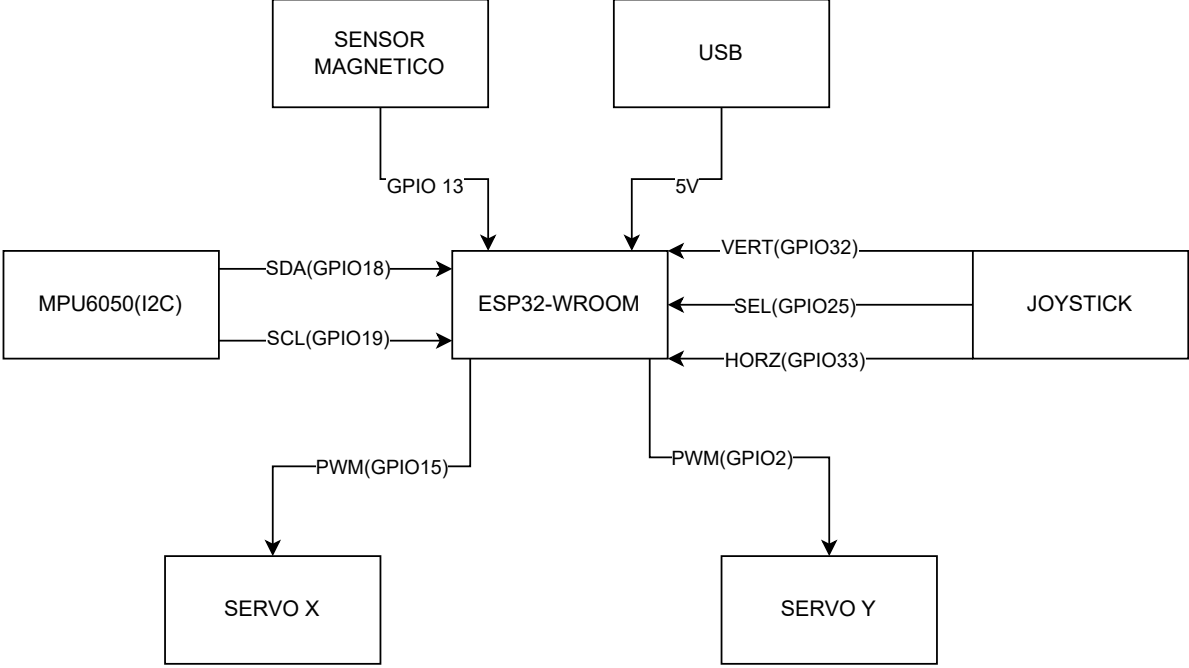 SENSOR
MAGNETICO
USB
GPIO 13
5V
MPU6050(I2C)
SDA(GPIO18)
SCL(GPIO19)
ESP32-WROOM
VERT(GPIO32)
SEL(GPIO25)
HORZ(GPIO33)
JOYSTICK
PWM(GPIO15)
PWM(GPIO2)
SERVO X
SERVO Y